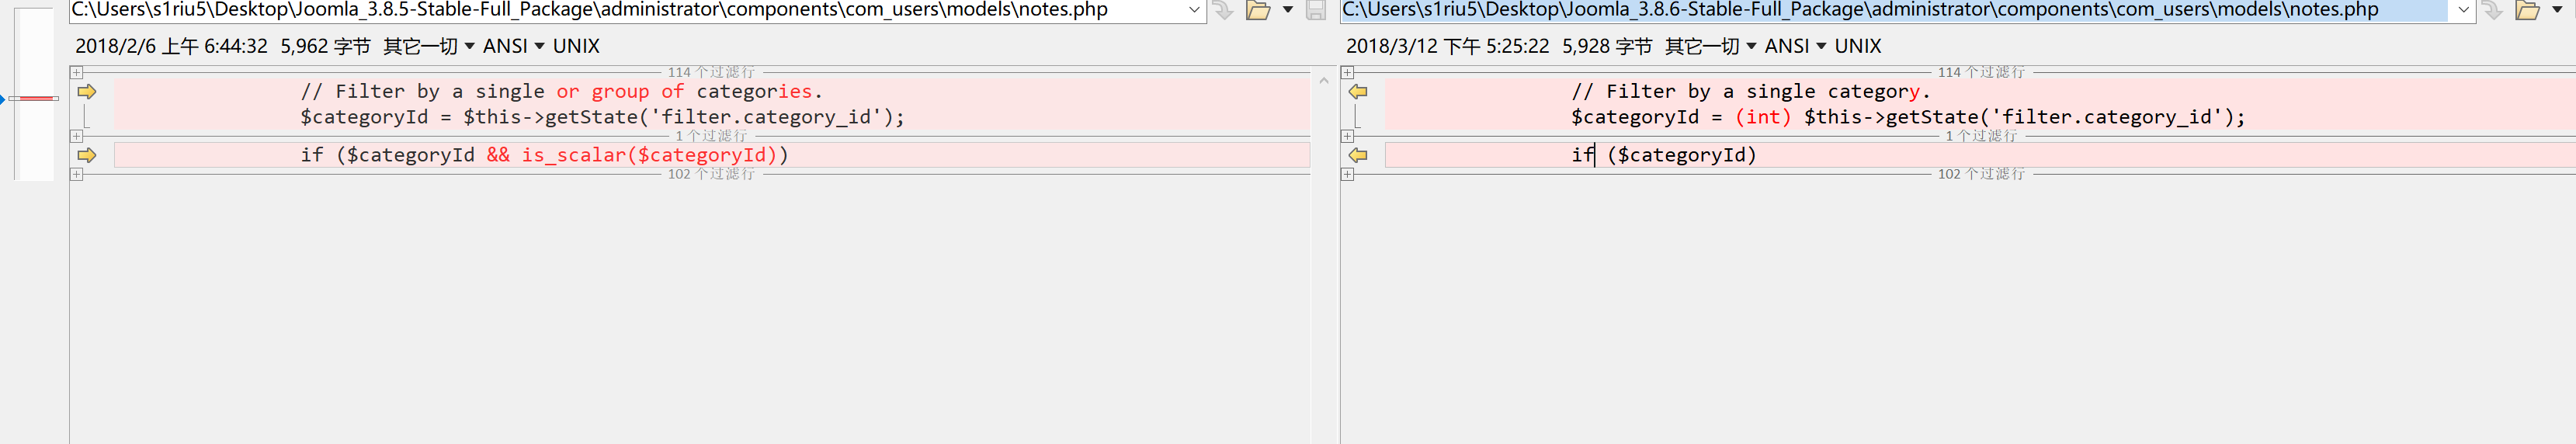 C:\Users\s1riu5\Desktop\Joomla_3.8.5-Stable-Full_Package\administrator\components\com_users\models\notes.php
2018/2/6 上午 6:44:32 5,962 字节 其它一切 ANSI UNIX
114 个过滤行
// Filter by a single or group of categories.
$categoryId = $this->getState('filter.category_id');
1 个过滤行
if ($categoryId && is_scalar($categoryId))
102 个过滤行
C:\Users\s1riu5\Desktop\Joomla_3.8.6-Stable-Full_Package\administrator\components\com_users\models\notes.php
2018/3/12 下午 5:25:22 5,928 字节 其它一切 ANSI UNIX
114 个过滤行
// Filter by a single category.
$categoryId = (int) $this->getState('filter.category_id');
1 个过滤行
if ($categoryId)
102 个过滤行